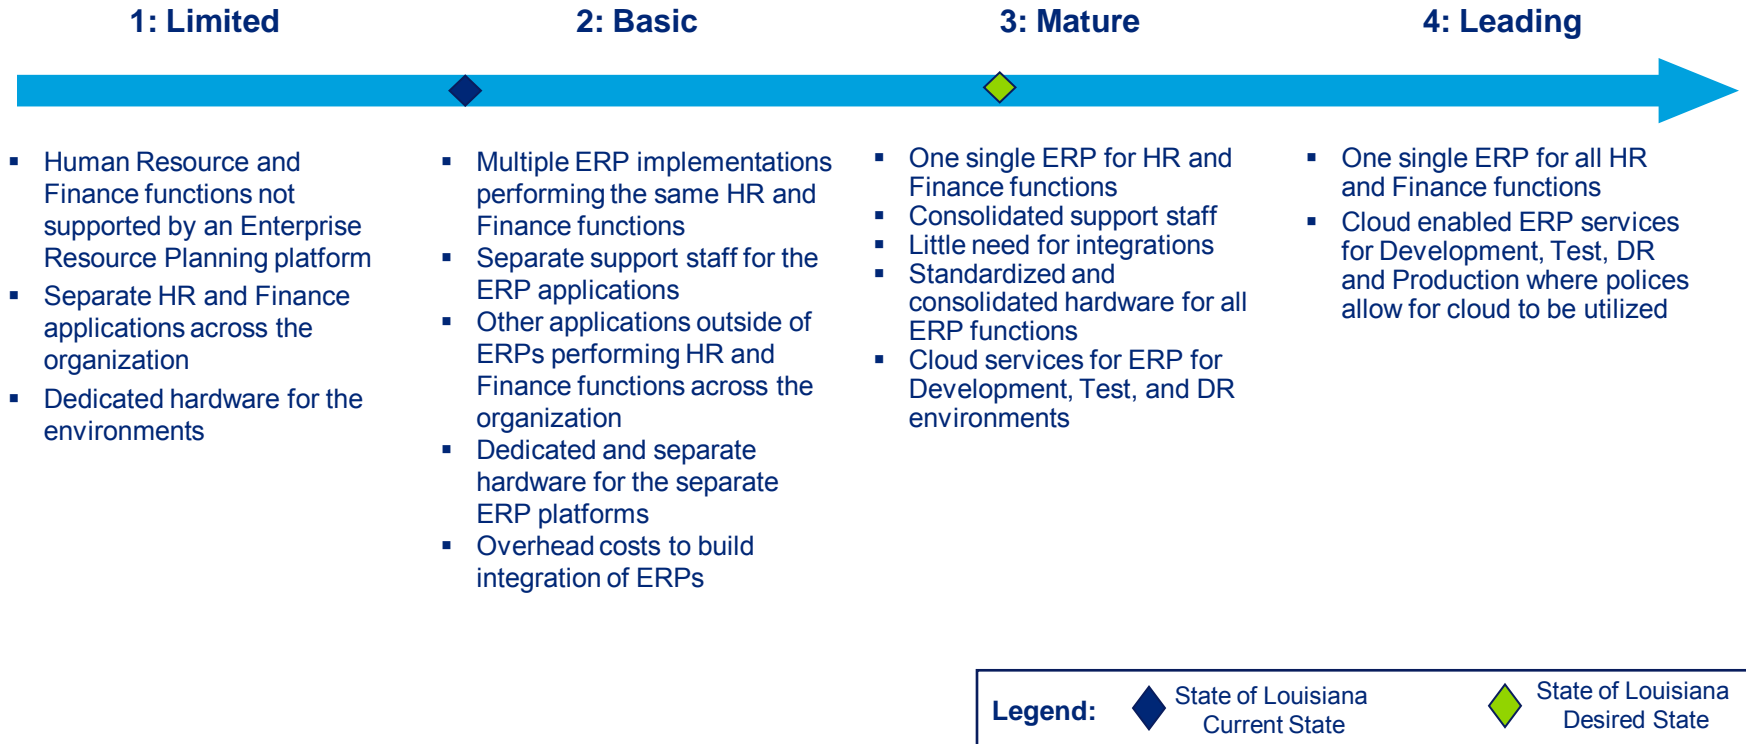 1: Limited
2: Basic
3: Mature
4: Leading
▪ Human Resource and
Finance functions not
supported by an Enterprise
Resource Planning platform
▪ Separate HR and Finance
applications across the
organization
▪ Dedicated hardware for the
environments
▪ Multiple ERP implementations
performing the same HR and
Finance functions
▪ Separate support staff for the
ERP applications
▪ Other applications outside of
ERPs performing HR and
Finance functions across the
organization
▪ Dedicated and separate
hardware for the separate
ERP platforms
▪ Overhead costs to build
integration of ERPs
▪ One single ERP for HR and
Finance functions
▪ Consolidated support staff
▪ Little need for integrations
▪ Standardized and
consolidated hardware for all
ERP functions
▪ Cloud services for ERP for
Development, Test, and DR
environments
▪ One single ERP for all HR
and Finance functions
▪ Cloud enabled ERP services
for Development, Test, DR
and Production where polices
allow for cloud to be utilized
Legend:
State of Louisiana
Current State
State of Louisiana
Desired State